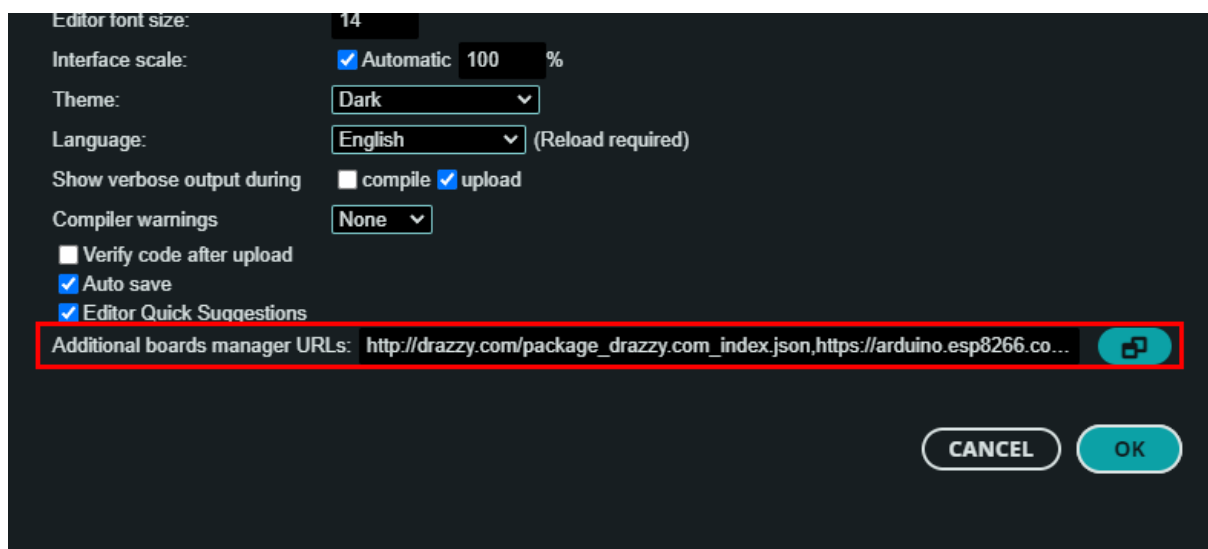 Editor font size: 14
Interface scale: Automatic 100 %
Theme: Dark
Language: English (Reload required)
Show verbose output during compile upload
Compiler warnings None
Verify code after upload
Auto save
Editor Quick Suggestions
Additional boards manager URLs: http://drazzy.com/package_drazzy.com_index.json,https://arduino.esp8266.co...
CANCEL OK